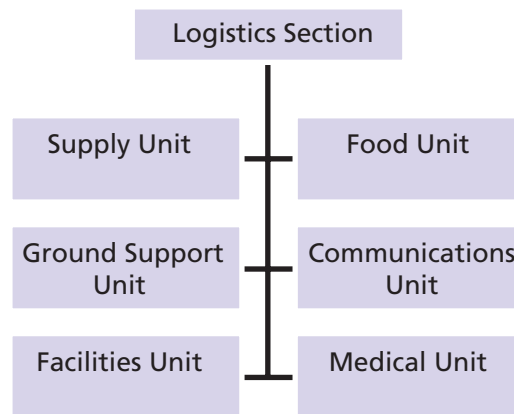 Logistics Section
Supply Unit
Food Unit
Ground Support
Unit
Communications
Unit
Facilities Unit
Medical Unit